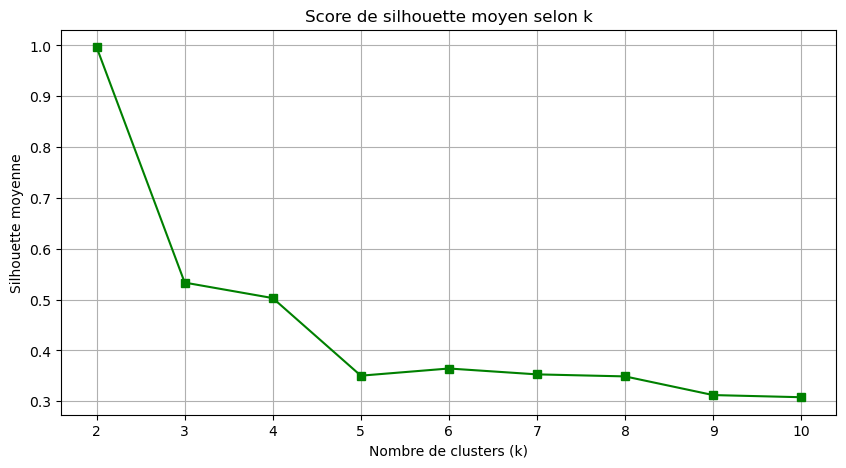 Score de silhouette moyen selon k
Silhouette moyenne
1.0
0.9
0.8
0.7
0.6
0.5
0.4
0.3
2 3 4 5 6 7 8 9 10
Nombre de clusters (k)